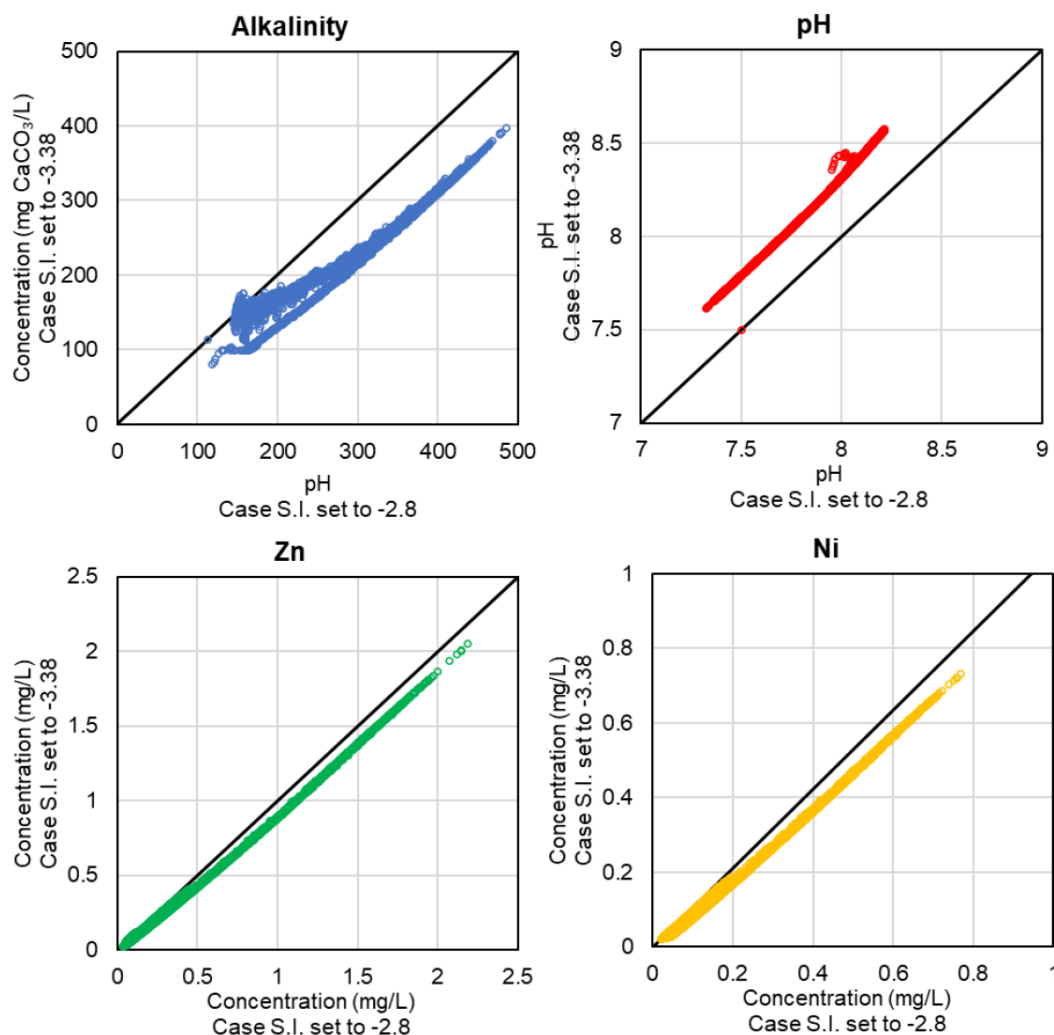 Alkalinity
Concentration (mg CaCO₃/L)
Case S.I. set to -3.38
500
400
300
200
100
0
0 100 200 300 400 500
pH
Case S.I. set to -2.8
pH
pH
Case S.I. set to -3.38
9
8.5
8
7.5
7
7 7.5 8 8.5 9
pH
Case S.I. set to -2.8
Zn
Concentration (mg/L)
Case S.I. set to -3.38
2.5
2
1.5
1
0.5
0
0 0.5 1 1.5 2 2.5
Concentration (mg/L)
Case S.I. set to -2.8
Ni
Concentration (mg/L)
Case S.I. set to -3.38
1
0.8
0.6
0.4
0.2
0
0 0.2 0.4 0.6 0.8 1
Concentration (mg/L)
Case S.I. set to -2.8